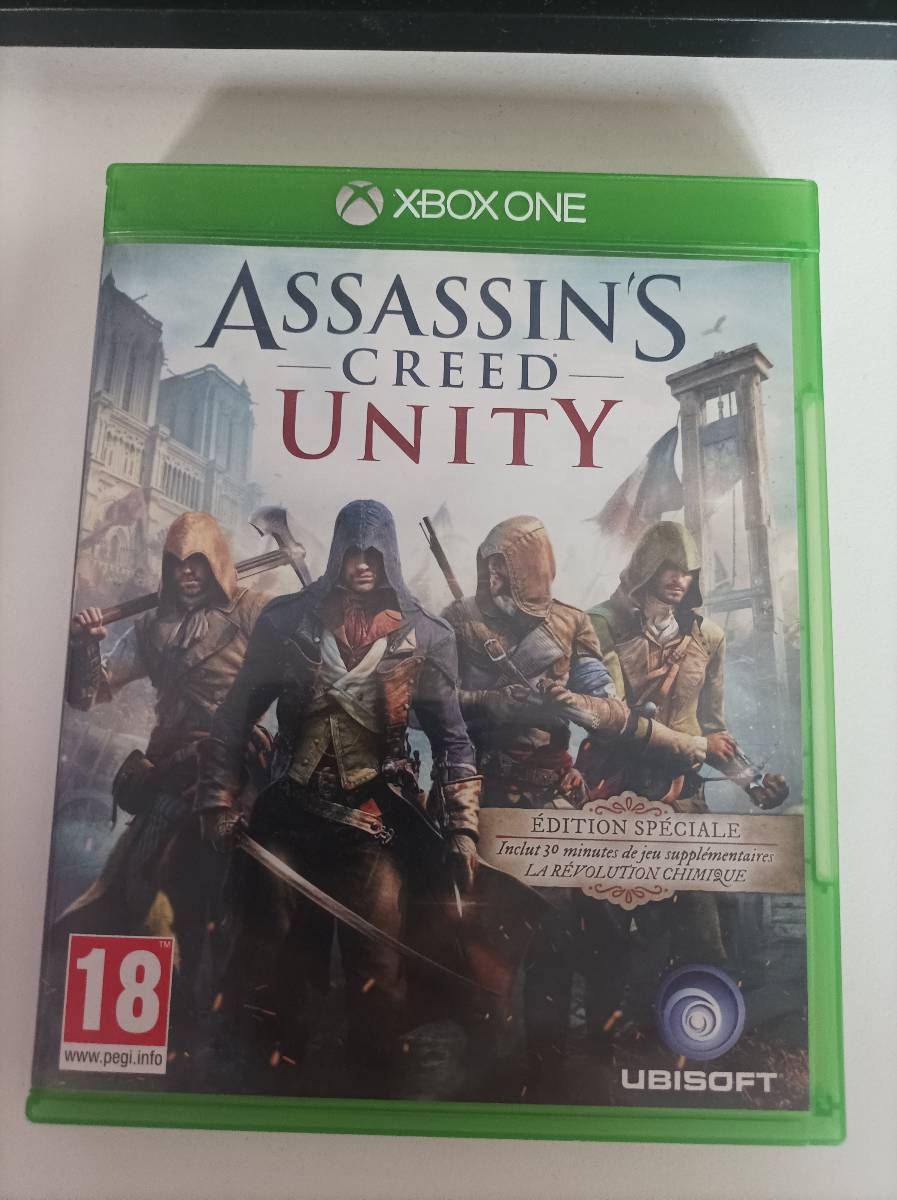 XBOX ONE
ASSASSIN'S
CREED
UNITY
ÉDITION SPÉCIALE
Inclut 30 minutes de jeu supplémentaires
LA RÉVOLUTION CHIMIQUE
18 ™
www.pegi.info
UBISOFT